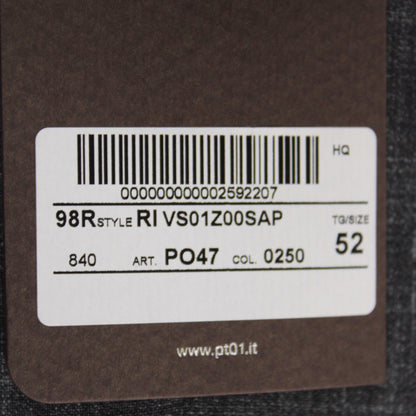 HQ
000000000002592207
98R STYLE RI VS01Z00SAP TG/SIZE
840 ART. PO47 COL. 0250 52
www.pt01.it